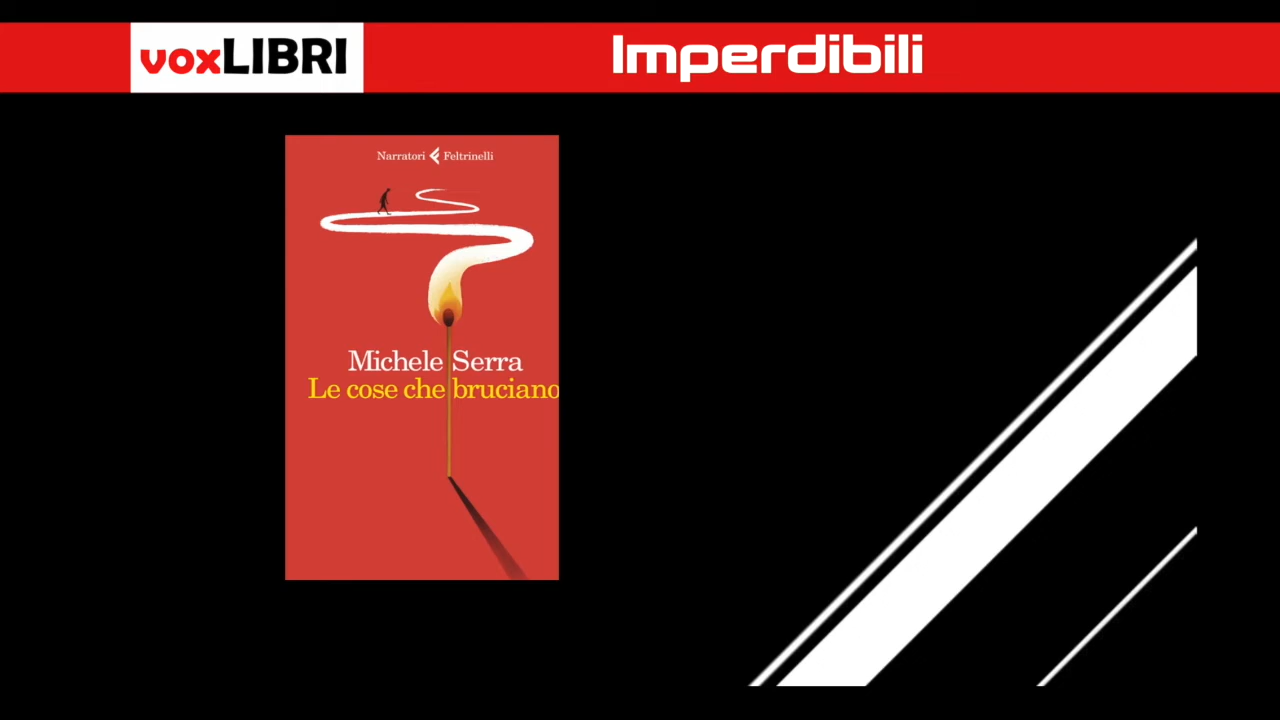 voxLIBRI
Imperdibili
Narratori Feltrinelli
Michele Serra
Le cose che bruciano